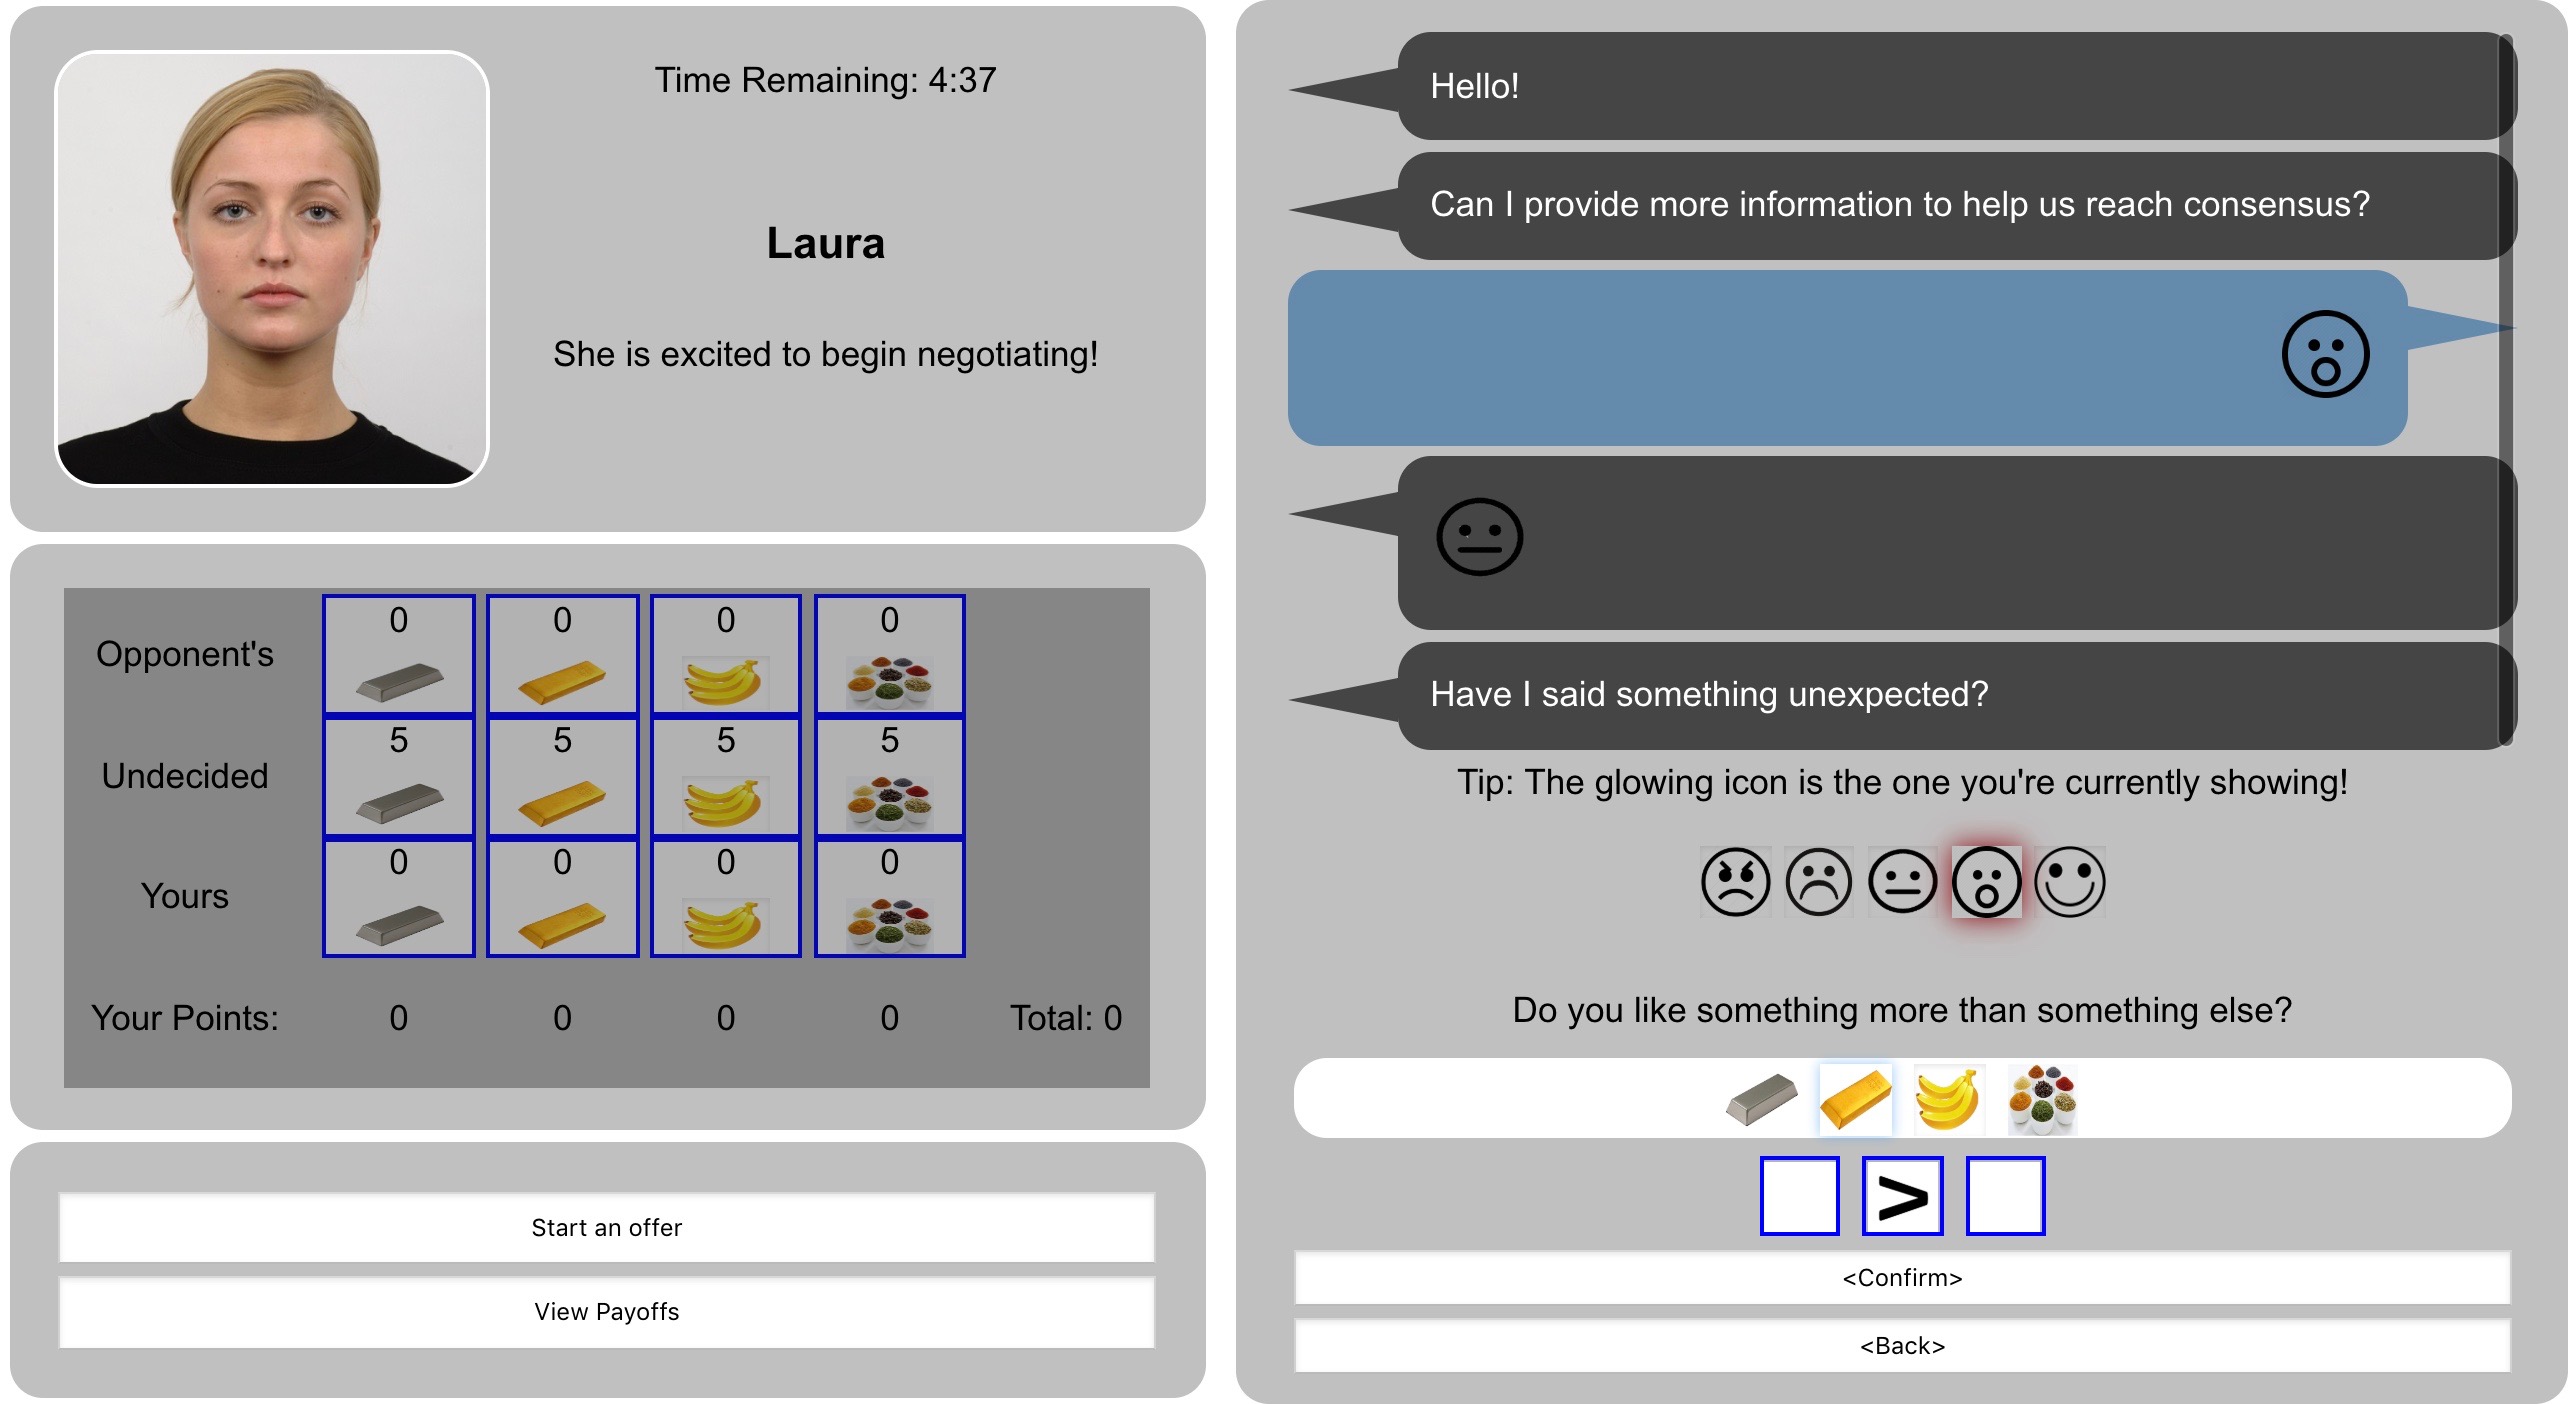 Time Remaining: 4:37
Laura
She is excited to begin negotiating!
0 0 0 0
Opponent's
5 5 5 5
Undecided
0 0 0 0
Yours
Your Points: 0 0 0 0 Total: 0
Start an offer
View Payoffs
Hello!
Can I provide more information to help us reach consensus?
Have I said something unexpected?
Tip: The glowing icon is the one you're currently showing!
Do you like something more than something else?
>
<Confirm>
<Back>